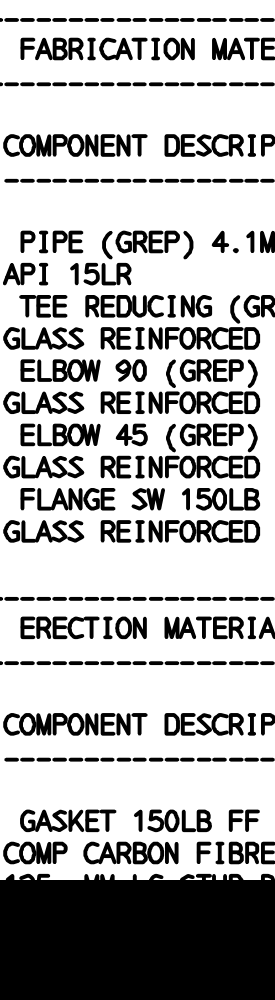 FABRICATION MATE
COMPONENT DESCRIP
PIPE (GREP) 4.1M
API 15LR
TEE REDUCING (GR
GLASS REINFORCED
ELBOW 90 (GREP)
GLASS REINFORCED
ELBOW 45 (GREP)
GLASS REINFORCED
FLANGE SW 150LB
GLASS REINFORCED
ERECTION MATERIA
COMPONENT DESCRIP
GASKET 150LB FF
COMP CARBON FIBRE